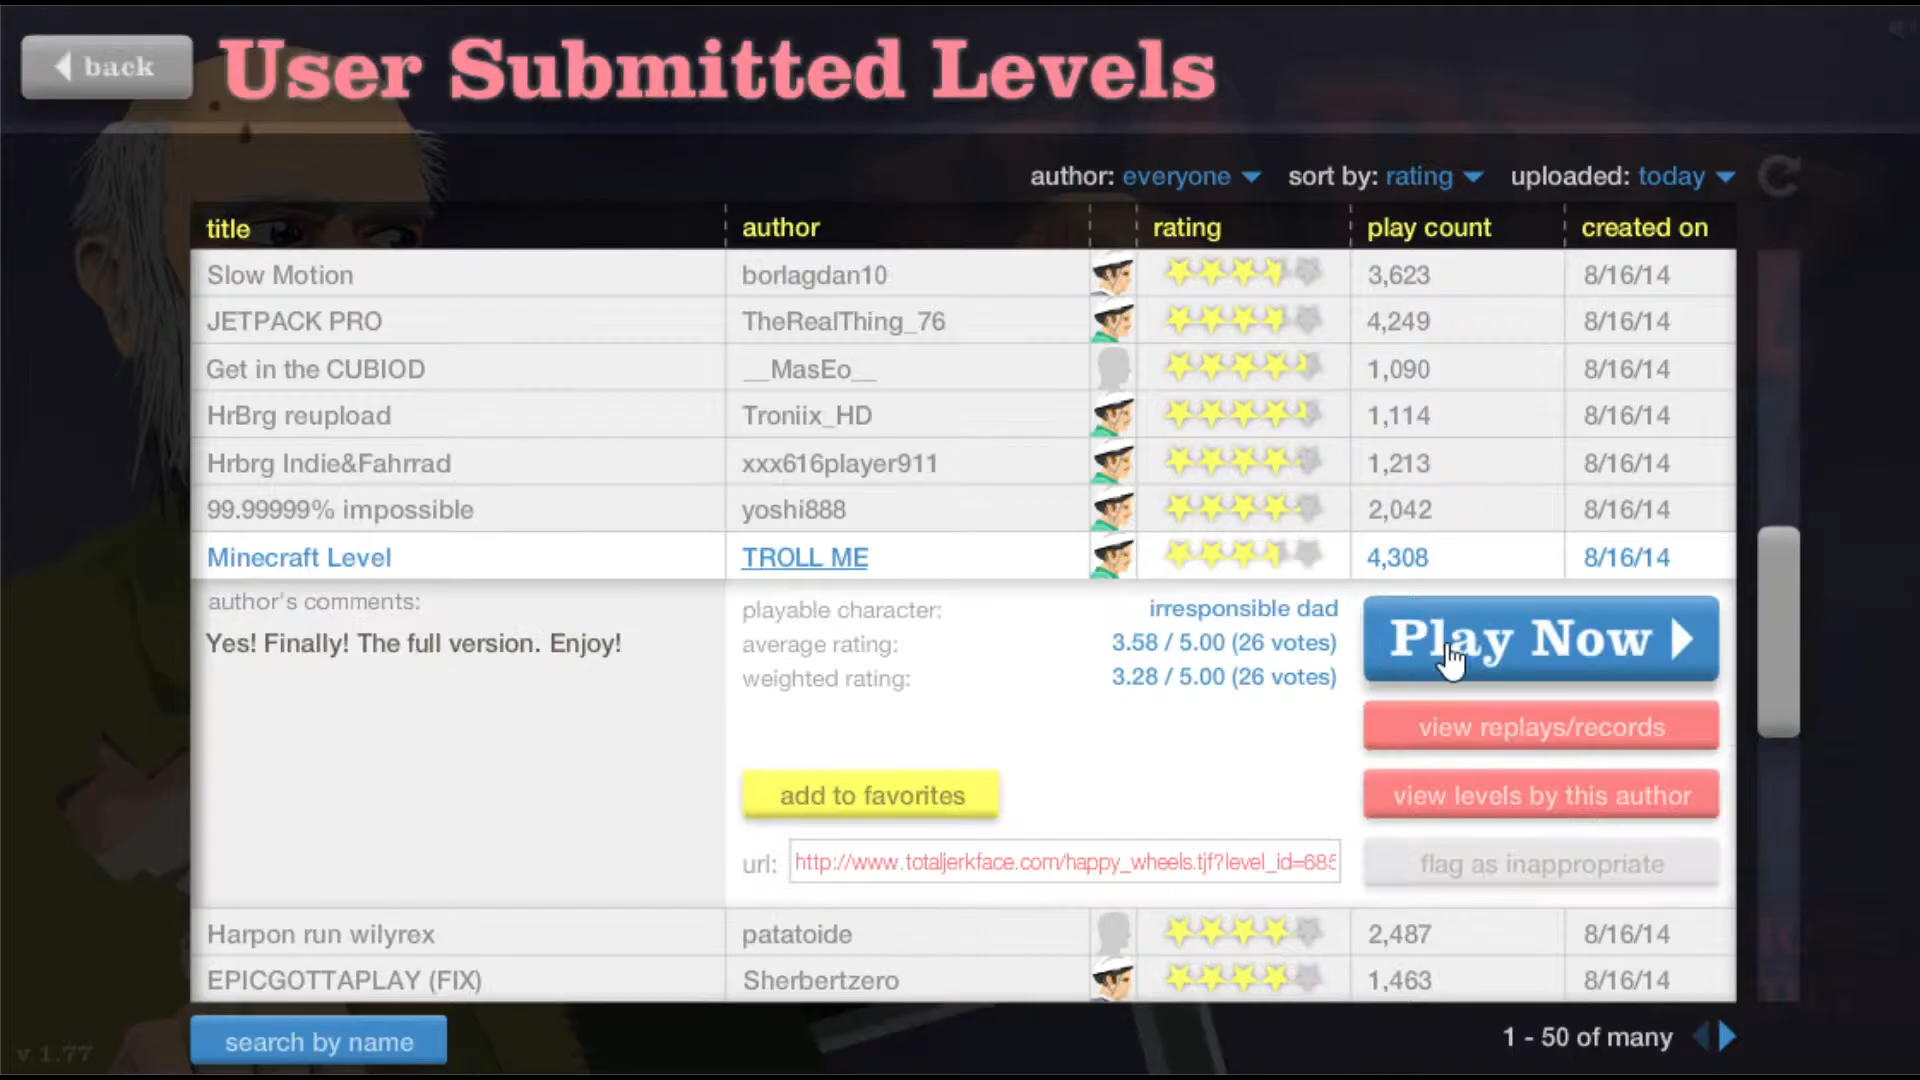 back
User Submitted Levels
author: everyone sort by: rating uploaded: today
title author rating play count created on
Slow Motion borlagdan10 3,623 8/16/14
JETPACK PRO TheRealThing_76 4,249 8/16/14
Get in the CUBIOD __MasEo__ 1,090 8/16/14
HrBrg reupload Troniix_HD 1,114 8/16/14
Hrbrg Indie&Fahrrad xxx616player911 1,213 8/16/14
99.99999% impossible yoshi888 2,042 8/16/14
Minecraft Level TROLL ME 4,308 8/16/14
author's comments:
Yes! Finally! The full version. Enjoy!
playable character: irresponsible dad
average rating: 3.58 / 5.00 (26 votes)
weighted rating: 3.28 / 5.00 (26 votes)
Play Now
view replays/records
add to favorites
view levels by this author
url: http://www.totaljerkface.com/happy_wheels.tjf?level_id=685
flag as inappropriate
Harpon run wilyrex patatoide 2,487 8/16/14
EPICGOTTAPLAY (FIX) Sherbertzero 1,463 8/16/14
search by name
1 - 50 of many
v 1.77